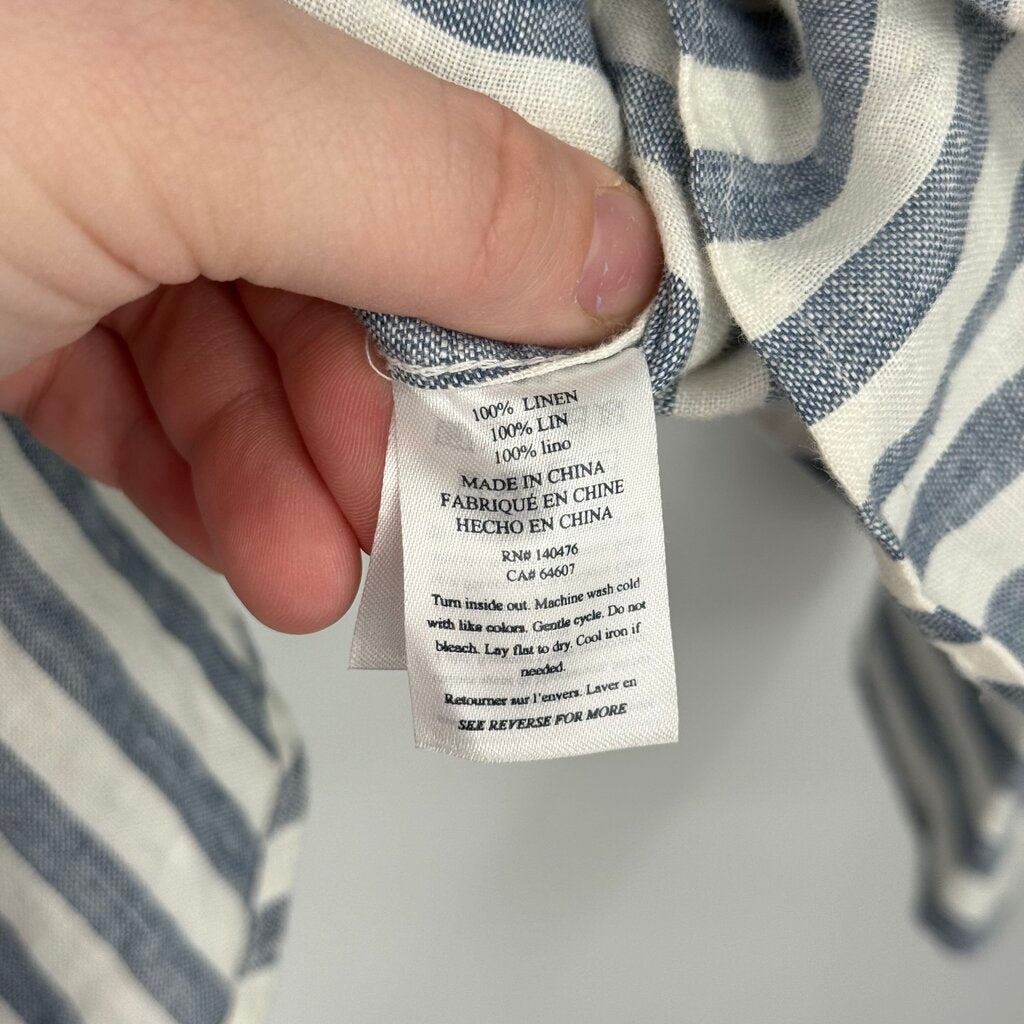 100% LINEN
100% LIN
100% lino
MADE IN CHINA
FABRIQUÉ EN CHINE
HECHO EN CHINA
RN# 140476
CA# 64607
Turn inside out. Machine wash cold
with like colors. Gentle cycle. Do not
bleach. Lay flat to dry. Cool iron if
needed.
Retourner sur l'envers. Laver en
SEE REVERSE FOR MORE